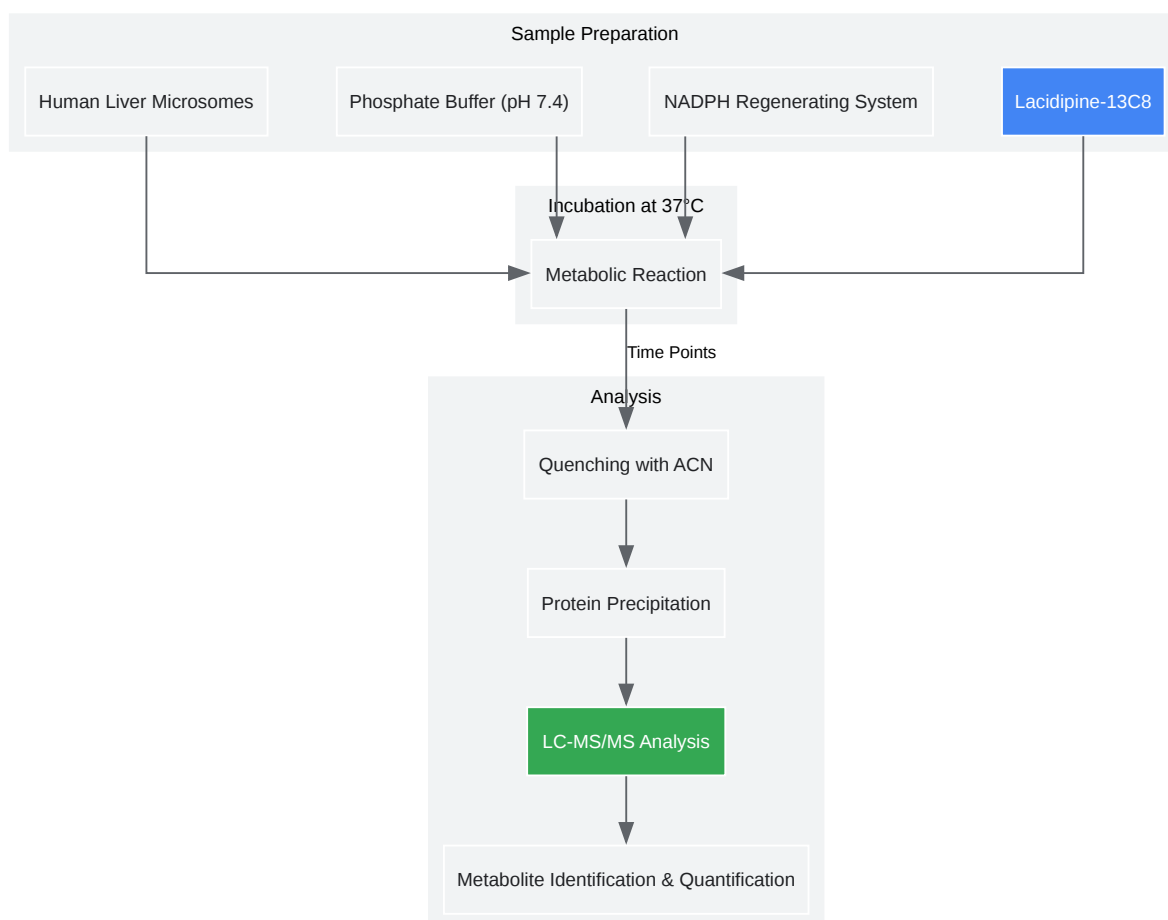 Sample Preparation
Human Liver Microsomes
Phosphate Buffer (pH 7.4)
NADPH Regenerating System
Lacidipine-13C8
Incubation at 37°C
Metabolic Reaction
Time Points
Analysis
Quenching with ACN
Protein Precipitation
LC-MS/MS Analysis
Metabolite Identification & Quantification